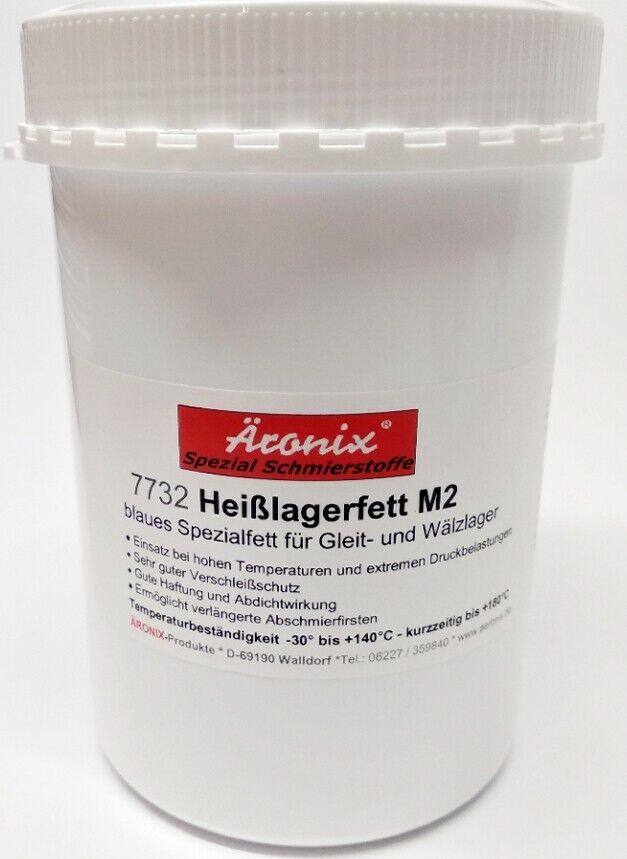 Äronix®
Spezial Schmierstoffe
7732 Heißlagerfett M2
blaues Spezialfett für Gleit- und Wälzlager
• Einsatz bei hohen Temperaturen und extremen Druckbelastungen
• Sehr guter Verschleißschutz
• Gute Haftung und Abdichtwirkung
• Ermöglicht verlängerte Abschmierfirsten
Temperaturbeständigkeit -30° bis +140°C - kurzzeitig bis +180°C
ÄRONIX-Produkte * D-69190 Walldorf *Tel.: 06227 / 359840 * www.aeronix.de